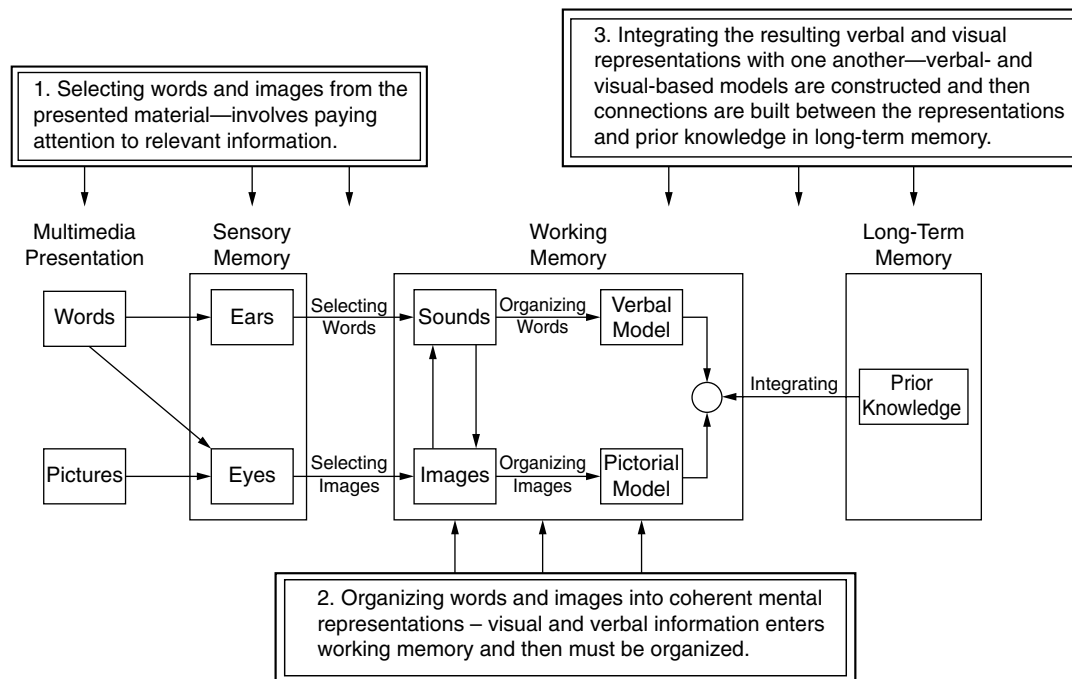 1. Selecting words and images from the
presented material—involves paying
attention to relevant information.
3. Integrating the resulting verbal and visual
representations with one another—verbal- and
visual-based models are constructed and then
connections are built between the representations
and prior knowledge in long-term memory.
Multimedia
Presentation
Sensory
Memory
Working
Memory
Long-Term
Memory
Words
Ears
Selecting
Words
Sounds
Organizing
Words
Verbal
Model
Integrating
Prior
Knowledge
Pictures
Eyes
Selecting
Images
Images
Organizing
Images
Pictorial
Model
2. Organizing words and images into coherent mental
representations – visual and verbal information enters
working memory and then must be organized.